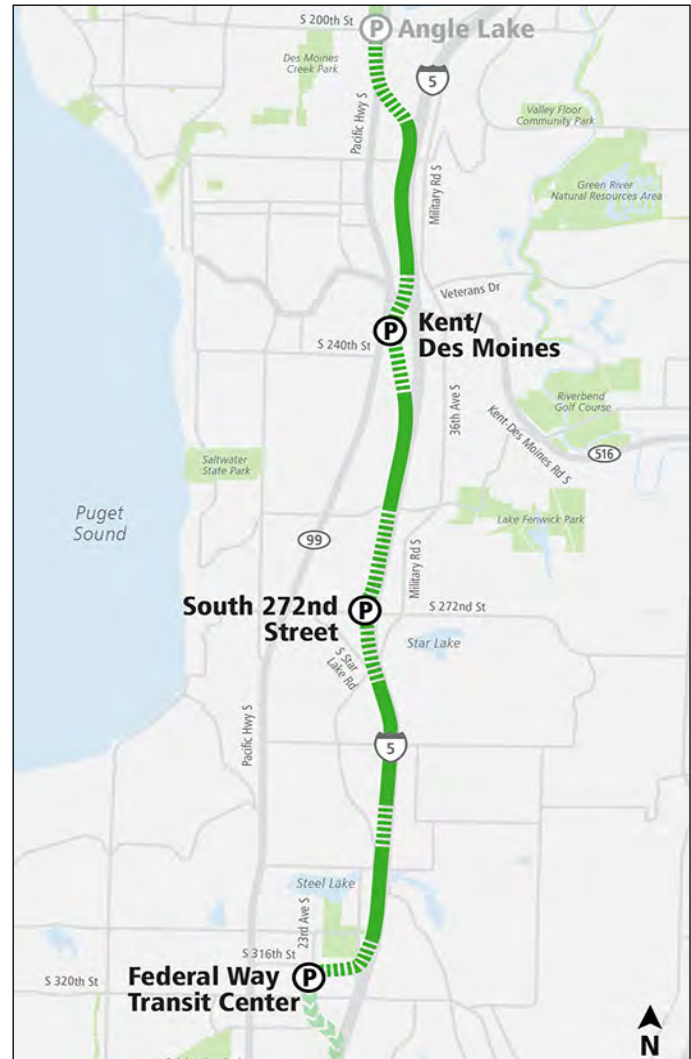 S 200th St
P
Angle Lake
Des Moines
Creek Park
5
Pacific Hwy S
Valley Floor
Community Park
Military Rd S
Green River
Natural Resources Area
Veterans Dr
P
Kent/
Des Moines
S 240th St
36th Ave S
Riverbend
Golf Course
Kent-Des Moines Rd S
516
Saltwater
State Park
Puget
Sound
Lake Fenwick Park
99
Military Rd S
South 272nd
Street
P
S 272nd St
Star Lake
S Star
Lake Rd
Pacific Hwy S
5
Steel Lake
23rd Ave S
S 316th St
Federal Way
Transit Center
P
S 320th St
N